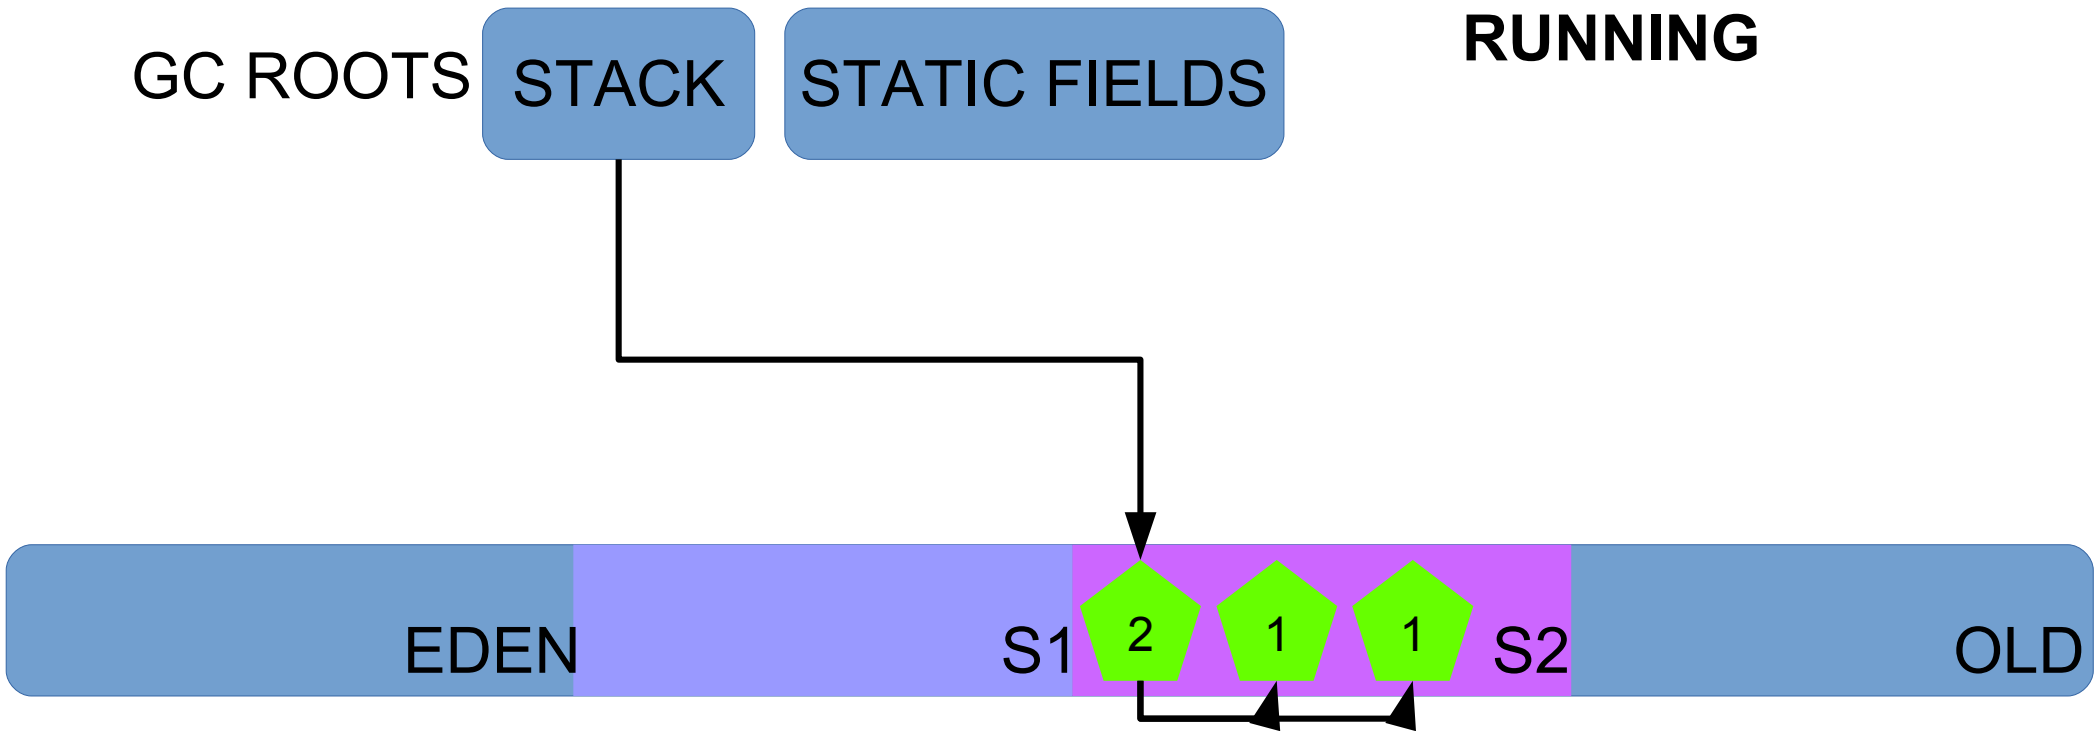 RUNNING
GC ROOTS STACK STATIC FIELDS
2 1 1
EDEN S1 S2 OLD